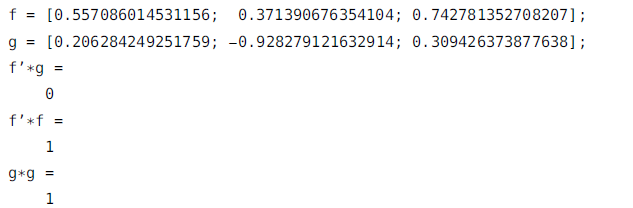 f = [0.557086014531156;  0.371390676354104; 0.742781352708207];
g = [0.206284249251759; −0.928279121632914; 0.309426373877638];
f’*g =
0
f’*f =
1
g*g =
1